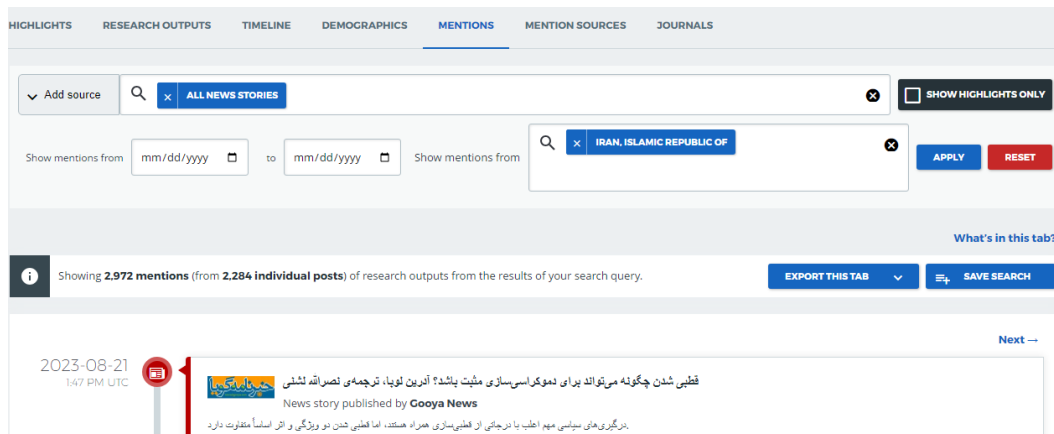 HIGHLIGHTS RESEARCH OUTPUTS TIMELINE DEMOGRAPHICS MENTIONS MENTION SOURCES JOURNALS
Add source × ALL NEWS STORIES SHOW HIGHLIGHTS ONLY
Show mentions from mm/dd/yyyy to mm/dd/yyyy Show mentions from × IRAN, ISLAMIC REPUBLIC OF APPLY RESET
What's in this tab?
Showing 2,972 mentions (from 2,284 individual posts) of research outputs from the results of your search query. EXPORT THIS TAB SAVE SEARCH
Next →
2023-08-21
1:47 PM UTC
قطبی شدن چگونه می‌تواند برای دموکراسی‌سازی مثبت باشد؟ آدرین لوبا، ترجمه‌ی نصرالله لشنی
خبرنامه گویا
News story published by Gooya News
درگیری‌های سیاسی مهم اغلب با درجاتی از قطبی‌سازی همراه هستند، اما قطبی شدن دو ویژگی و اثر اساساً متفاوت دارد.